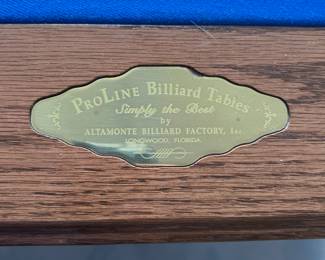 ProLine Billiard Tables
Simply the Best
by
ALTAMONTE BILLIARD FACTORY, Inc.
LONGWOOD, FLORIDA